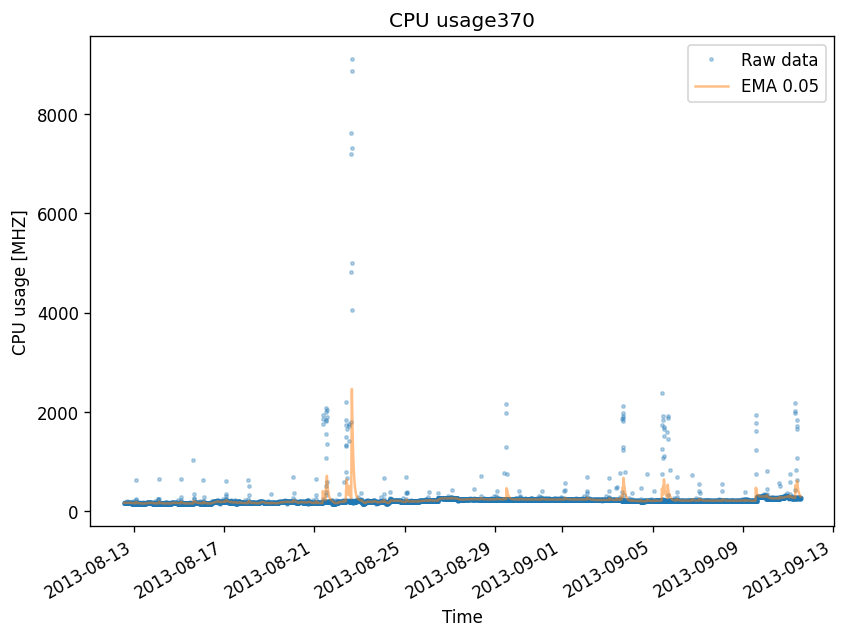 CPU usage370
Raw data
EMA 0.05
CPU usage [MHZ]
8000
6000
4000
2000
0
2013-08-13
2013-08-17
2013-08-21
2013-08-25
2013-08-29
2013-09-01
2013-09-05
2013-09-09
2013-09-13
Time